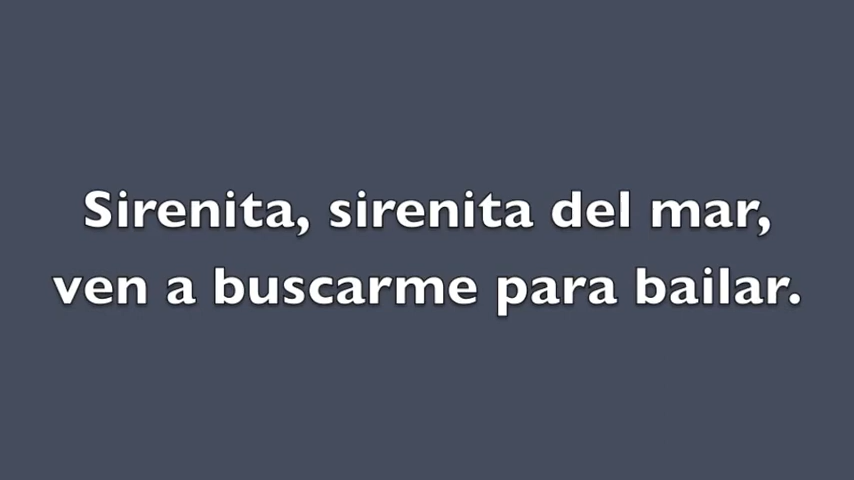 Sirenita, sirenita del mar,
ven a buscarme para bailar.